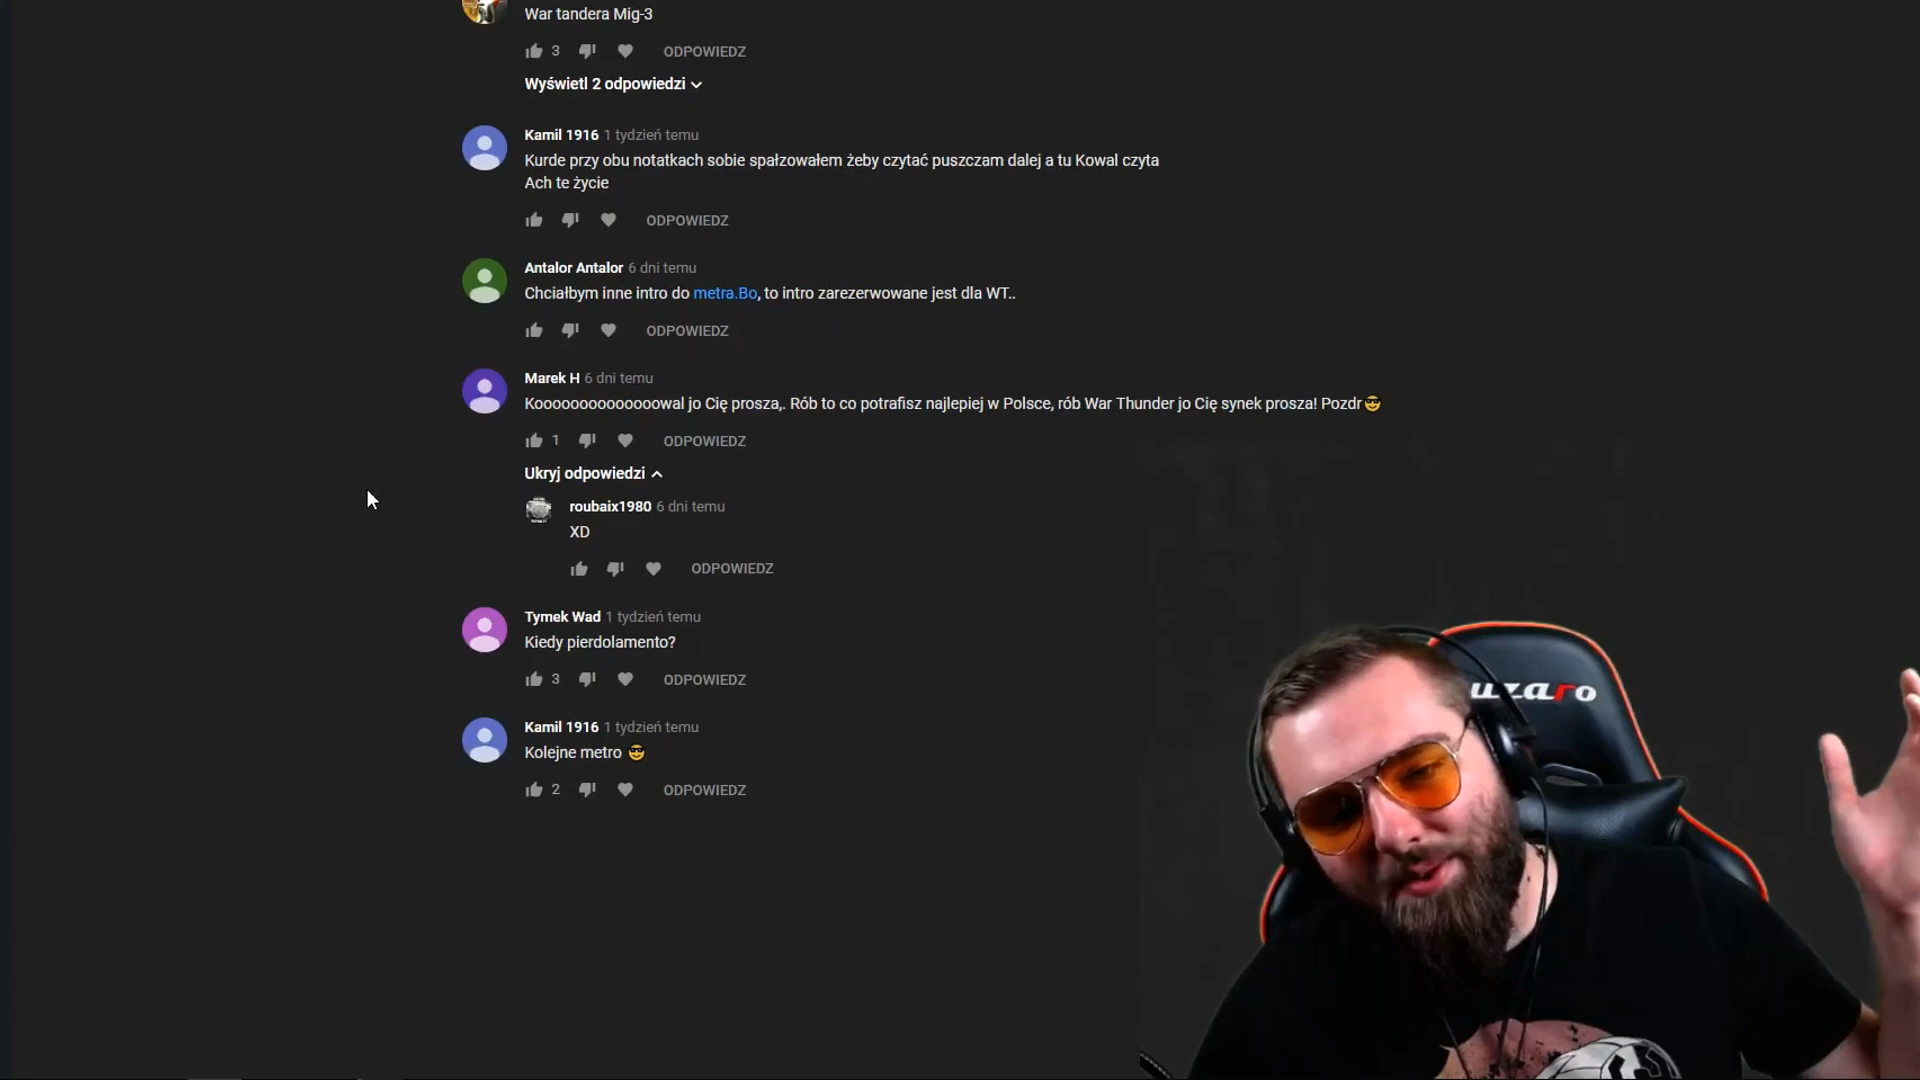 War tandera Mig-3
3 ODPOWIEDZ
Wyświetl 2 odpowiedzi
Kamil 1916 1 tydzień temu
Kurde przy obu notatkach sobie spałzowałem żeby czytać puszczam dalej a tu Kowal czyta
Ach te życie
ODPOWIEDZ
Antalor Antalor 6 dni temu
Chciałbym inne intro do metra.Bo, to intro zarezerwowane jest dla WT..
ODPOWIEDZ
Marek H 6 dni temu
Koooooooooooooowal jo Cię prosza,. Rób to co potrafisz najlepiej w Polsce, rób War Thunder jo Cię synek prosza! Pozdr😎
1 ODPOWIEDZ
Ukryj odpowiedzi
roubaix1980 6 dni temu
XD
ODPOWIEDZ
Tymek Wad 1 tydzień temu
Kiedy pierdolamento?
3 ODPOWIEDZ
Kamil 1916 1 tydzień temu
Kolejne metro 😎
2 ODPOWIEDZ
uzaro